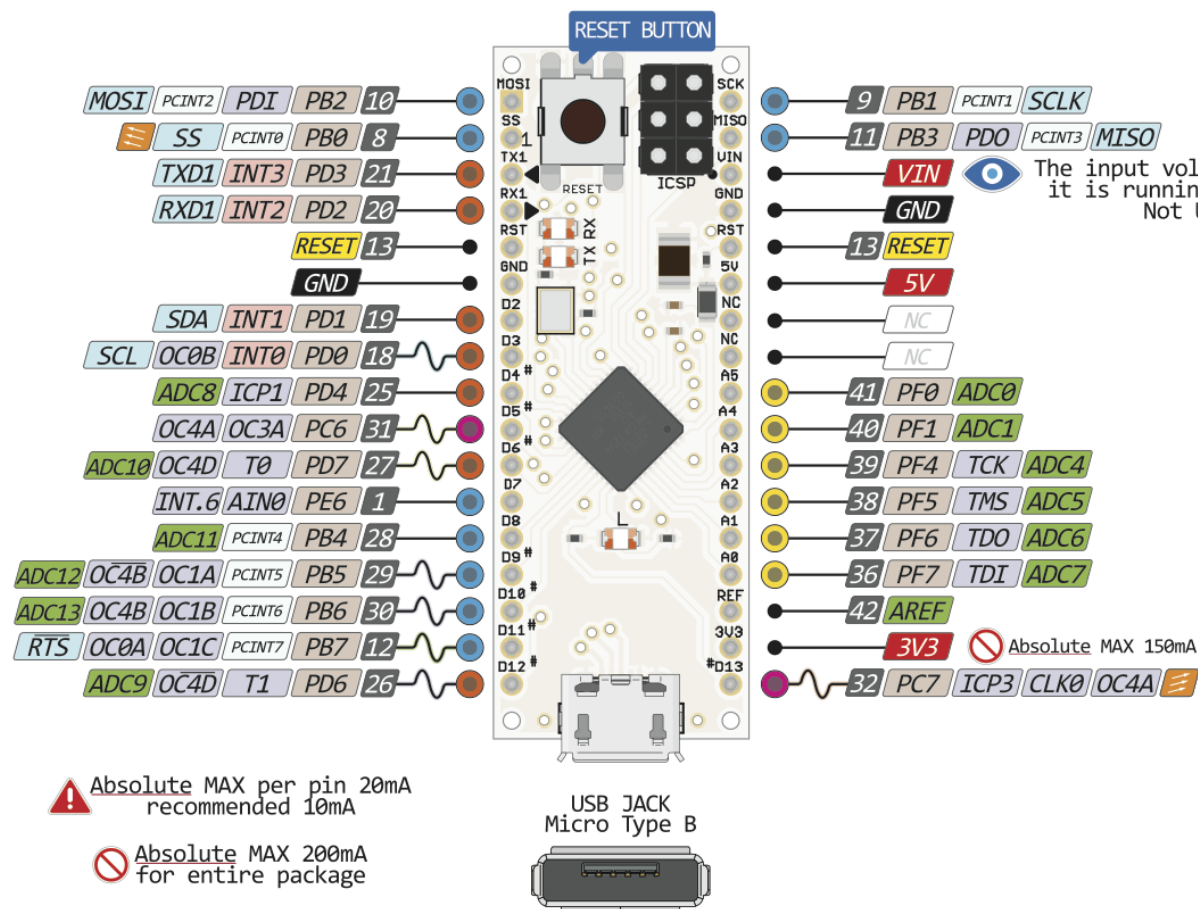 RESET BUTTON
MOSI PCINT2 PDI PB2 10 MOSI SCK 9 PB1 PCINT1 SCLK
SS PCINT0 PB0 8 SS 1 MISO 11 PB3 PDO PCINT3 MISO
TXD1 INT3 PD3 21 TX1 VIN VIN The input vol
RESET ICSP it is runnin
RXD1 INT2 PD2 20 RX1 GND GND Not U
RESET 13 RST TX RX RST 13 RESET
GND GND 5V 5V
SDA INT1 PD1 19 D2 NC NC
SCL OC0B INT0 PD0 18 D3 NC NC
ADC8 ICP1 PD4 25 D4# A5 41 PF0 ADC0
OC4A OC3A PC6 31 D5# A4 40 PF1 ADC1
ADC10 OC4D T0 PD7 27 D6# A3 39 PF4 TCK ADC4
INT.6 AIN0 PE6 1 D7 A2 38 PF5 TMS ADC5
ADC11 PCINT4 PB4 28 D8 L A1 37 PF6 TDO ADC6
ADC12 O̅C̅4̅B̅ OC1A PCINT5 PB5 29 D9# A0 36 PF7 TDI ADC7
ADC13 OC4B OC1B PCINT6 PB6 30 D10# REF 42 AREF
R̅T̅S̅ OC0A OC1C PCINT7 PB7 12 D11# 3V3 3V3 Absolute MAX 150mA
ADC9 O̅C̅4̅D̅ T1 PD6 26 D12# #D13 32 PC7 ICP3 CLK0 OC4A
Absolute MAX per pin 20mA
recommended 10mA
USB JACK
Micro Type B
Absolute MAX 200mA
for entire package